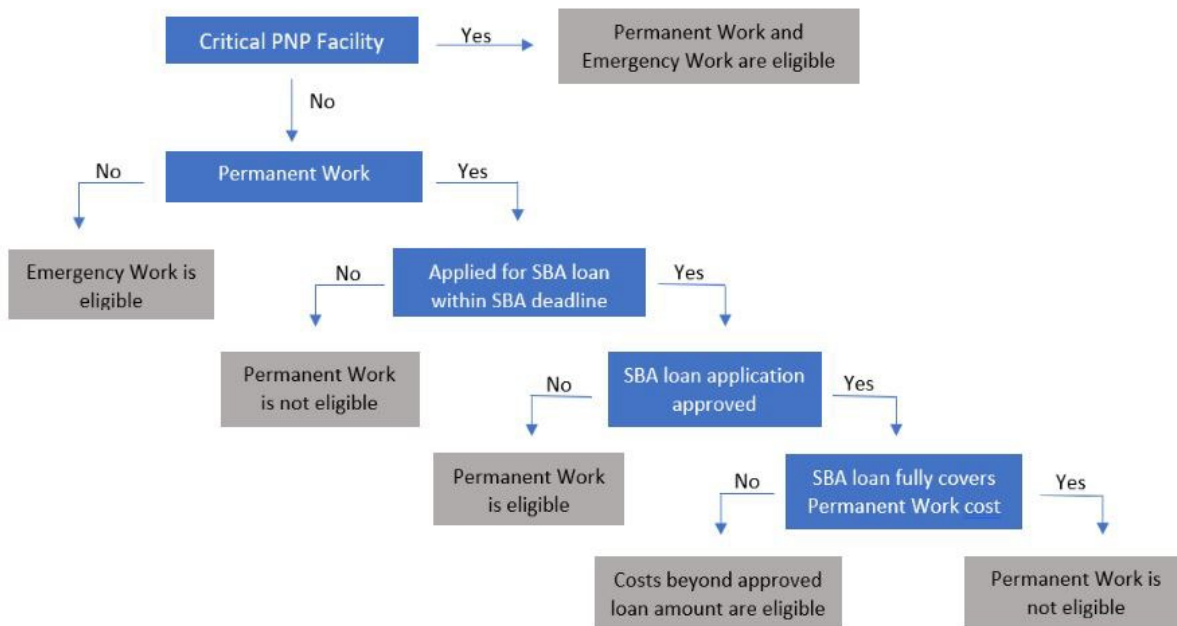 Critical PNP Facility
Yes
Permanent Work and
Emergency Work are eligible
No
No
Permanent Work
Yes
Emergency Work is
eligible
No
Applied for SBA loan
within SBA deadline
Yes
Permanent Work
is not eligible
No
SBA loan application
approved
Yes
Permanent Work
is eligible
No
SBA loan fully covers
Permanent Work cost
Yes
Costs beyond approved
loan amount are eligible
Permanent Work is
not eligible